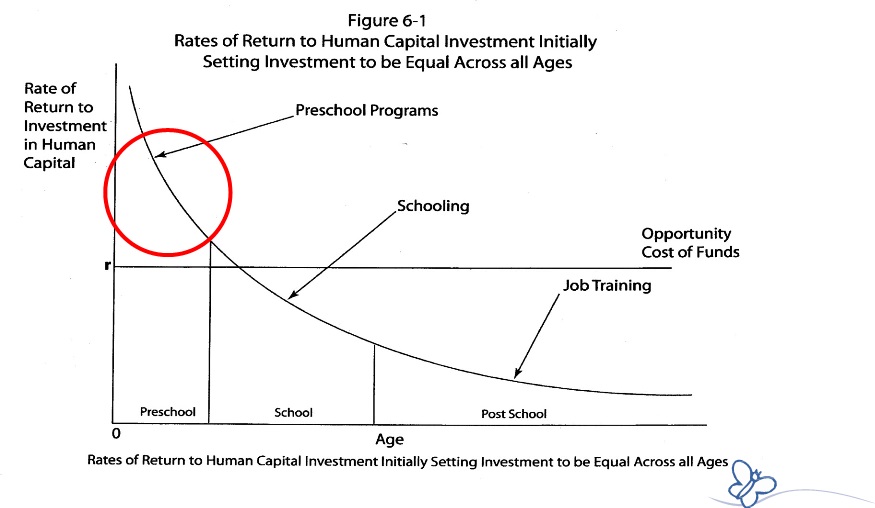 Figure 6-1
Rates of Return to Human Capital Investment Initially
Setting Investment to be Equal Across all Ages
Rate of
Return to
Investment
in Human
Capital
Preschool Programs
Schooling
Opportunity
Cost of Funds
r
Job Training
Preschool
School
Post School
0
Age
Rates of Return to Human Capital Investment Initially Setting Investment to be Equal Across all Ages